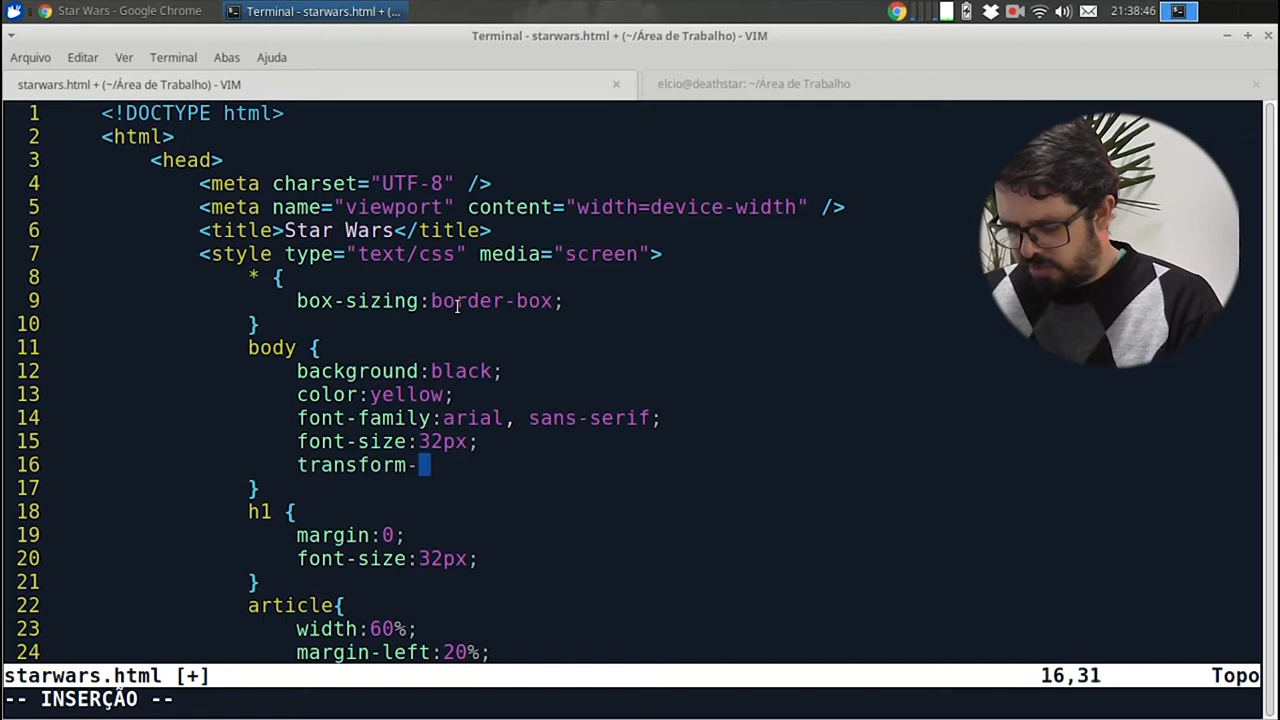 Star Wars - Google Chrome
Terminal - starwars.html + (...
21:38:46
Terminal - starwars.html + (~/Área de Trabalho) - VIM
Arquivo Editar Ver Terminal Abas Ajuda
starwars.html + (~/Área de Trabalho) - VIM
elcio@deathstar: ~/Área de Trabalho
1 <!DOCTYPE html>
2 <html>
3 <head>
4 <meta charset="UTF-8" />
5 <meta name="viewport" content="width=device-width" />
6 <title>Star Wars</title>
7 <style type="text/css" media="screen">
8 * {
9 box-sizing:border-box;
10 }
11 body {
12 background:black;
13 color:yellow;
14 font-family:arial, sans-serif;
15 font-size:32px;
16 transform-
17 }
18 h1 {
19 margin:0;
20 font-size:32px;
21 }
22 article{
23 width:60%;
24 margin-left:20%;
starwars.html [+] 16,31 Topo
-- INSERÇÃO --